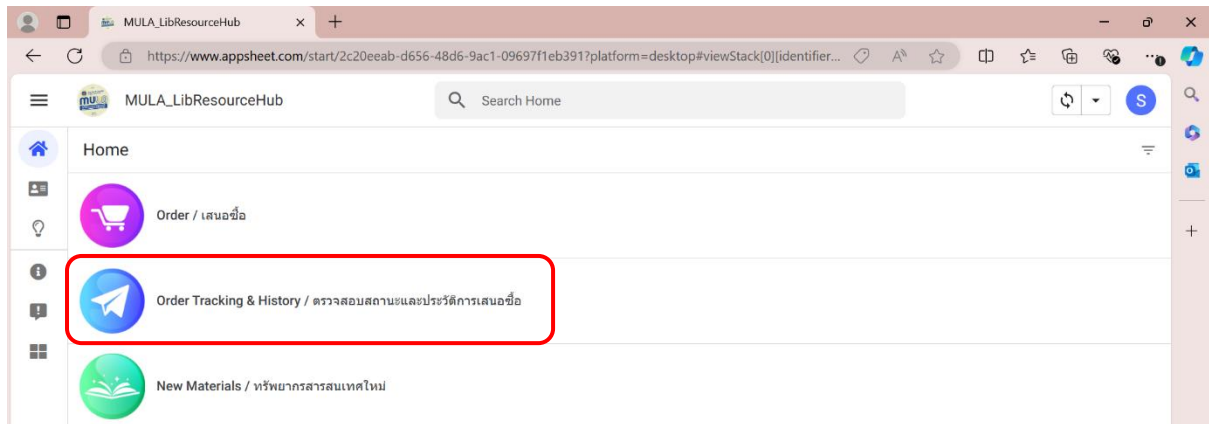 MULA_LibResourceHub
https://www.appsheet.com/start/2c20eeab-d656-48d6-9ac1-09697f1eb391?platform=desktop#viewStack[0][identifier...
MULA_LibResourceHub
Search Home
S
Home
Order / เสนอซื้อ
Order Tracking & History / ตรวจสอบสถานะและประวัติการเสนอซื้อ
New Materials / ทรัพยากรสารสนเทศใหม่